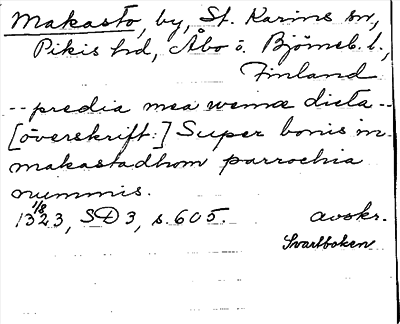 Makasto, by, St. Karins sn,
Pikis hd, Åbo o. Björneb. l.,
Finland
-- predia mea wemæ dicta --
[överskrift:] Super bonis in
makastadhom parrochia
nummis.
1/8
1323, SD 3, s. 605. avskr.
Svartboken